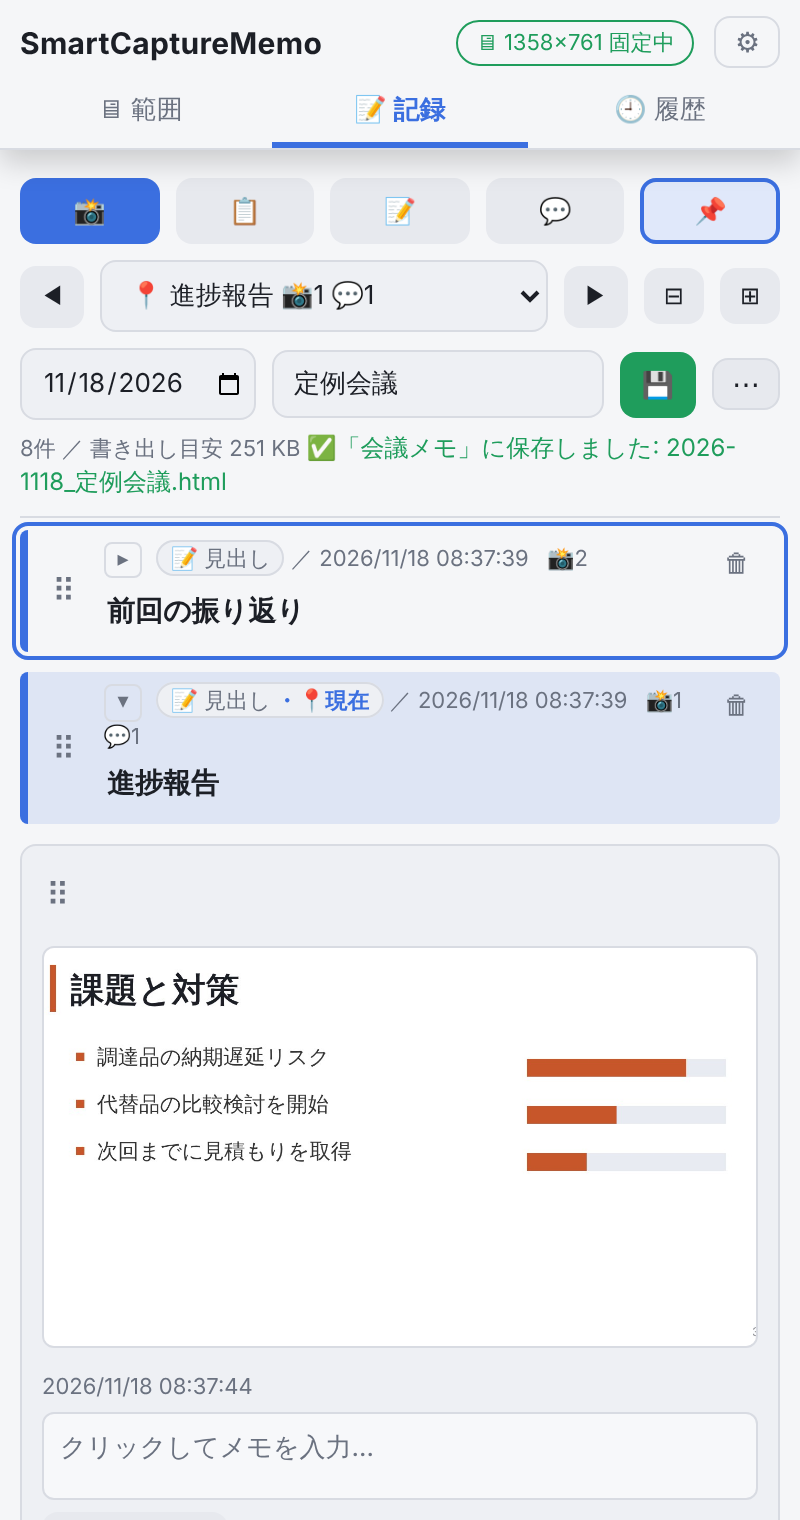 SmartCaptureMemo
🖥 1358×761 固定中
⚙
🖥 範囲
📝 記録
🕘 履歴
📸
📋
📝
💬
📌
◀
📍 進捗報告 📸1 💬1
▶
⊟
⊞
11/18/2026
定例会議
💾
⋯
8件 ／ 書き出し目安 251 KB ✅「会議メモ」に保存しました: 2026-
1118_定例会議.html
▸ 📝 見出し ／ 2026/11/18 08:37:39 📸2 🗑
前回の振り返り
▾ 📝 見出し ・📍現在 ／ 2026/11/18 08:37:39 📸1 🗑
💬1
進捗報告
課題と対策
調達品の納期遅延リスク
代替品の比較検討を開始
次回までに見積もりを取得
2026/11/18 08:37:44
クリックしてメモを入力…